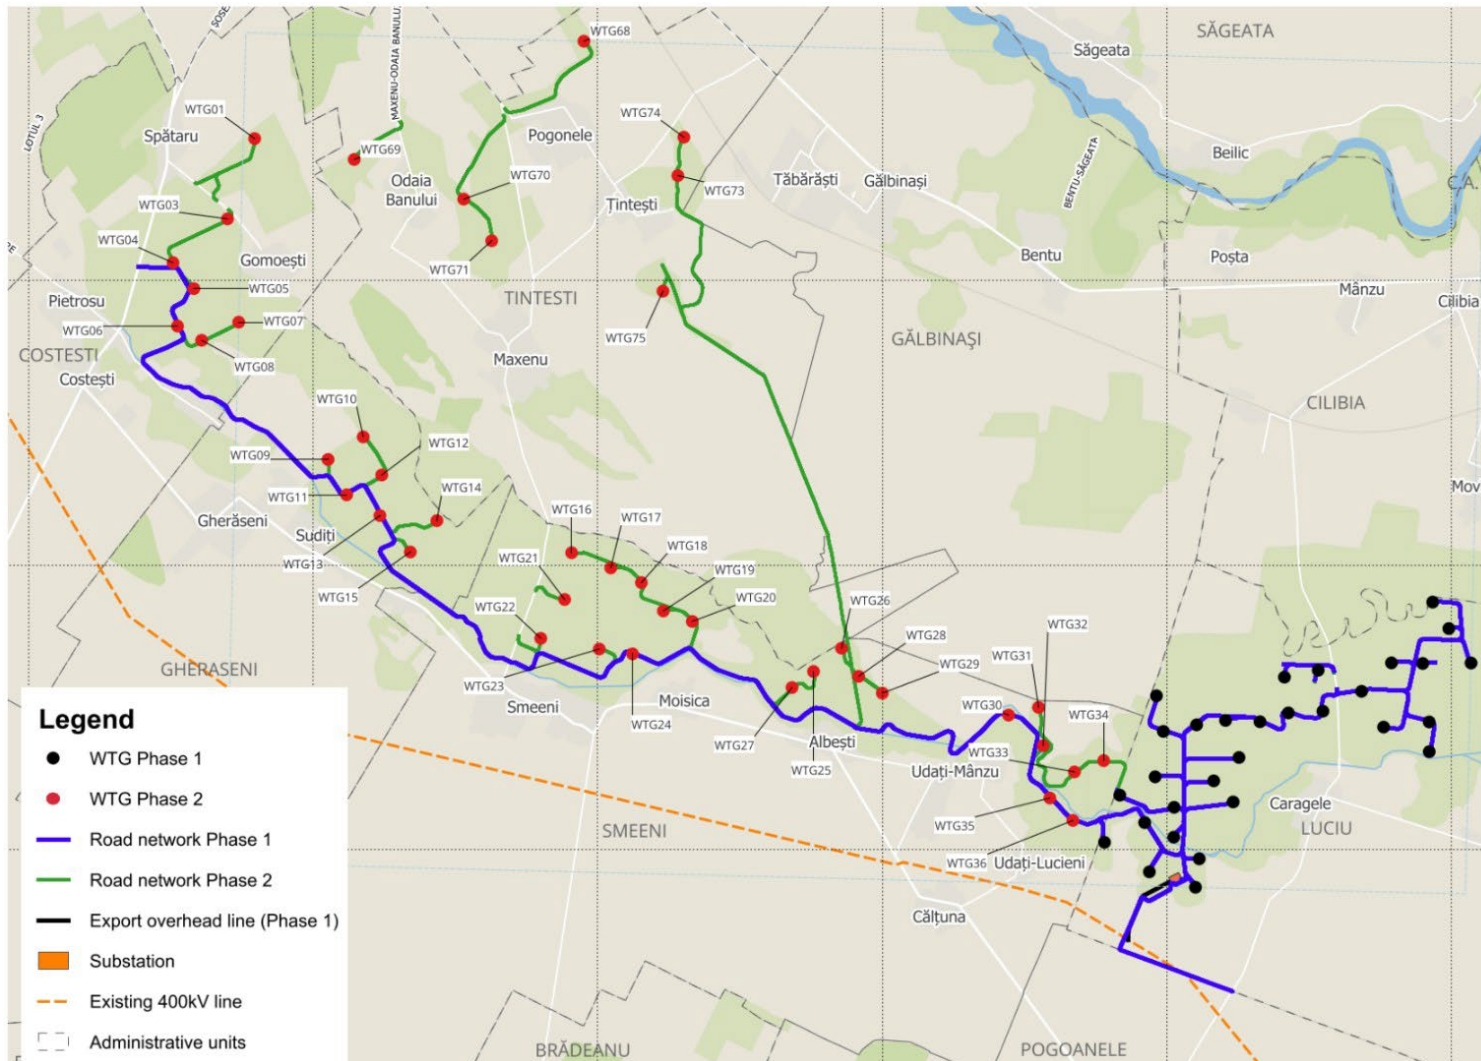 SĂGEATA
Săgeata
WTG68
WTG01
LOTUL 3
MAXENU-ODAIA BANULUI
Spătaru
WTG74
Pogonele
WTG69
Odaia
Banului
WTG70
WTG73
Tăbărăști
Gălbinași
BENTU-SĂGEATA
Beilic
C.A.
WTG03
Țintești
WTG04
Gomoești
WTG71
Bentu
Poșta
WTG05
Pietrosu
TINTESTI
Mânzu
Cilibia
WTG06
WTG07
WTG75
GĂLBINAŞI
COSTESTI
Costești
WTG08
Maxenu
CILIBIA
WTG10
WTG09
WTG12
WTG11
WTG14
Mov
Gherăseni
Sudiți
WTG16
WTG17
WTG18
WTG13
WTG21
WTG19
WTG15
WTG20
WTG22
WTG26
WTG32
WTG28
WTG31
WTG29
GHERASENI
WTG23
Smeeni
Moisica
WTG24
WTG30
WTG34
WTG27
Albești
WTG33
Udați-Mânzu
WTG25
Caragele
WTG35
SMEENI
LUCIU
WTG36
Udați-Lucieni
Călțuna
BRĂDEANU
POGOANELE
Legend
WTG Phase 1
WTG Phase 2
Road network Phase 1
Road network Phase 2
Export overhead line (Phase 1)
Substation
Existing 400kV line
Administrative units